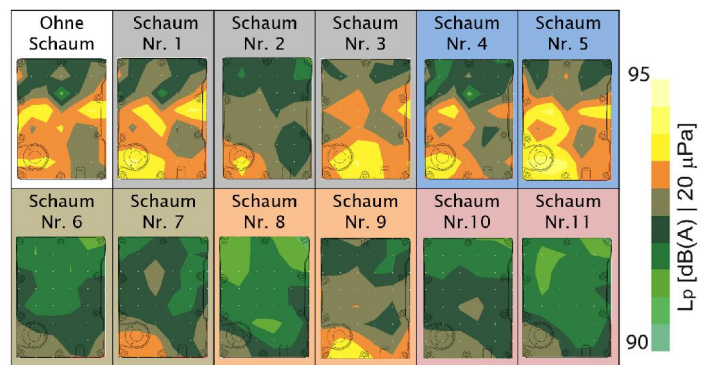 Ohne
Schaum
Schaum
Nr. 1
Schaum
Nr. 2
Schaum
Nr. 3
Schaum
Nr. 4
Schaum
Nr. 5
Schaum
Nr. 6
Schaum
Nr. 7
Schaum
Nr. 8
Schaum
Nr. 9
Schaum
Nr.10
Schaum
Nr.11
95
90
Lp [dB(A) | 20 µPa]